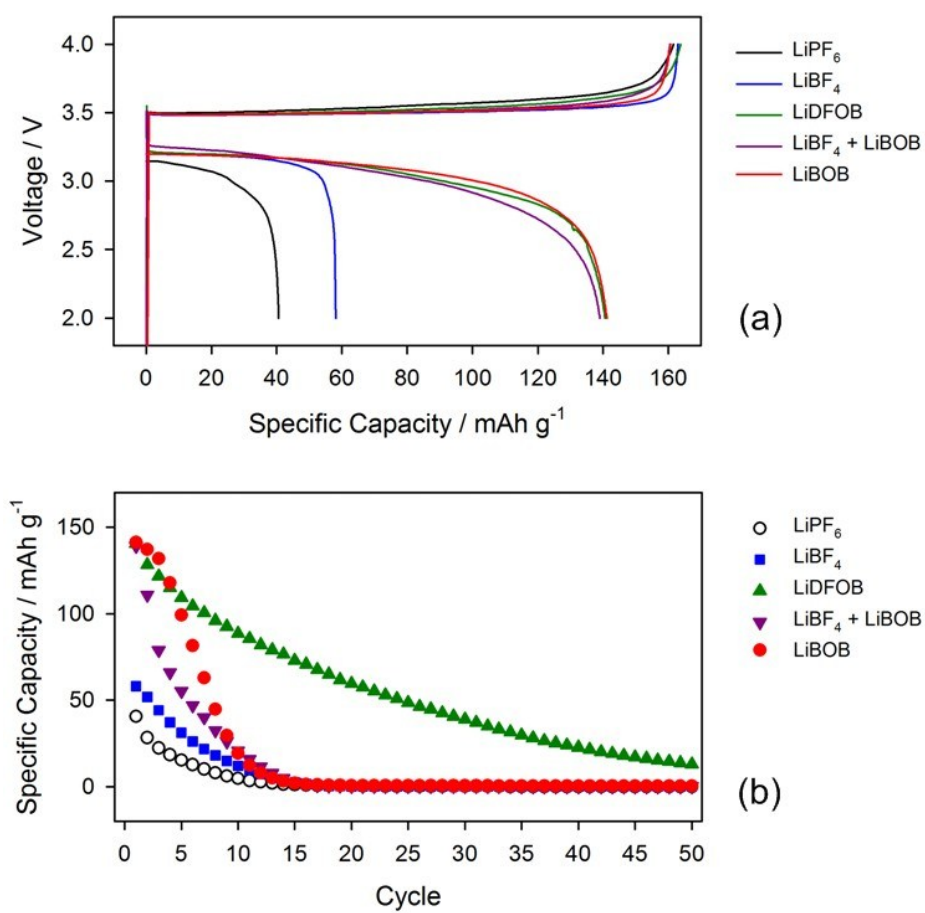 (a)
Voltage / V
4.0
3.5
3.0
2.5
2.0
0 20 40 60 80 100 120 140 160
Specific Capacity / mAh g⁻¹
LiPF₆
LiBF₄
LiDFOB
LiBF₄ + LiBOB
LiBOB
(b)
Specific Capacity / mAh g⁻¹
150
100
50
0
0 5 10 15 20 25 30 35 40 45 50
Cycle
LiPF₆
LiBF₄
LiDFOB
LiBF₄ + LiBOB
LiBOB